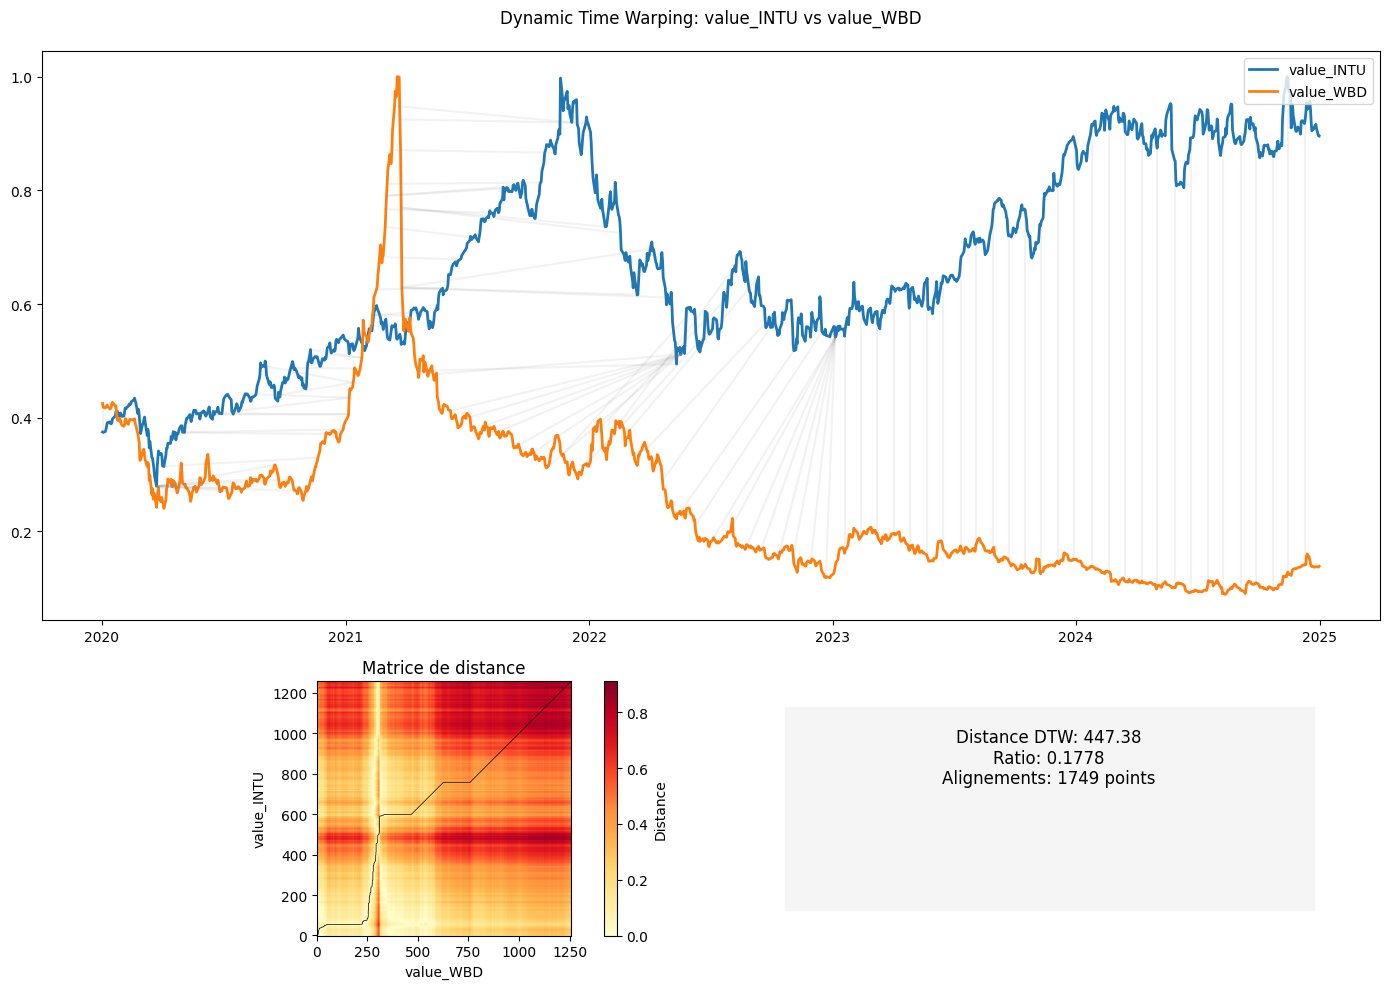 Dynamic Time Warping: value_INTU vs value_WBD
value_INTU
value_WBD
1.0
0.8
0.6
0.4
0.2
2020 2021 2022 2023 2024 2025
Matrice de distance
1200
1000
800
600
400
200
0
value_INTU
0 250 500 750 1000 1250
value_WBD
0.8
0.6
0.4
0.2
0.0
Distance
Distance DTW: 447.38
Ratio: 0.1778
Alignements: 1749 points